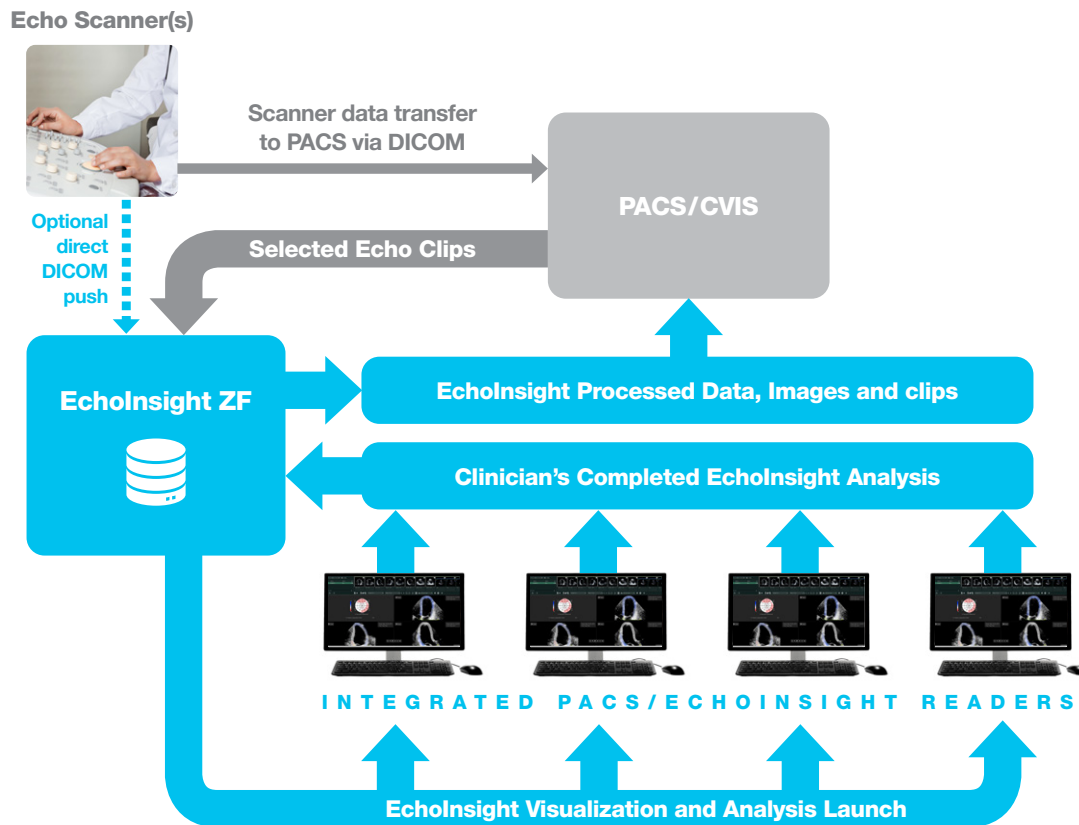 Echo Scanner(s)
Scanner data transfer
to PACS via DICOM
PACS/CVIS
Optional
direct
DICOM
push
Selected Echo Clips
EchoInsight ZF
EchoInsight Processed Data, Images and clips
Clinician’s Completed EchoInsight Analysis
INTEGRATED PACS/ECHOINSIGHT READERS
EchoInsight Visualization and Analysis Launch